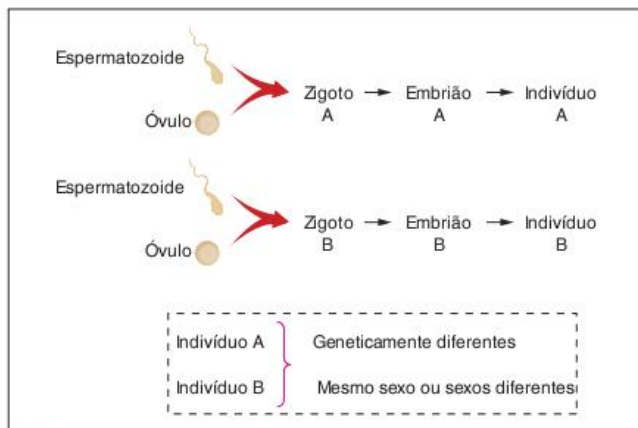 Espermatozoide
Óvulo
Zigoto → Embrião → Indivíduo
A A A
Espermatozoide
Óvulo
Zigoto → Embrião → Indivíduo
B B B
Indivíduo A Geneticamente diferentes
Indivíduo B Mesmo sexo ou sexos diferentes